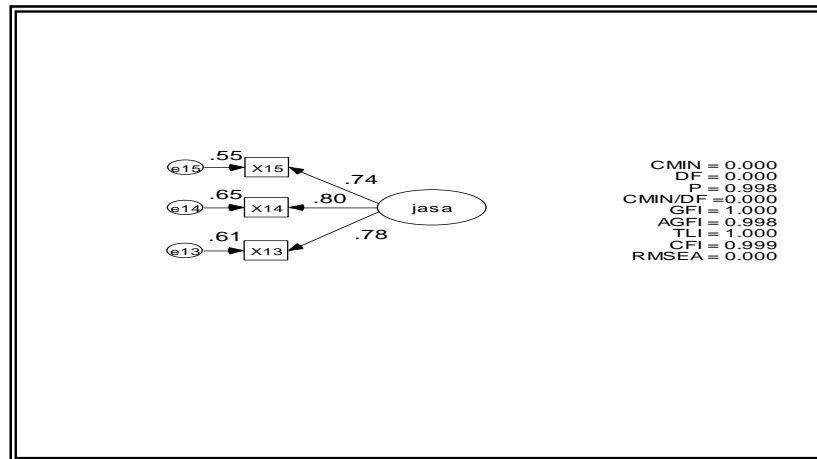 .55
e15 X15
.74
.65 .80
e14 X14 jasa
.61 .78
e13 X13
CMIN = 0.000
DF = 0.000
P = 0.998
CMIN/DF =0.000
GFI = 1.000
AGFI = 0.998
TLI = 1.000
CFI = 0.999
RMSEA = 0.000